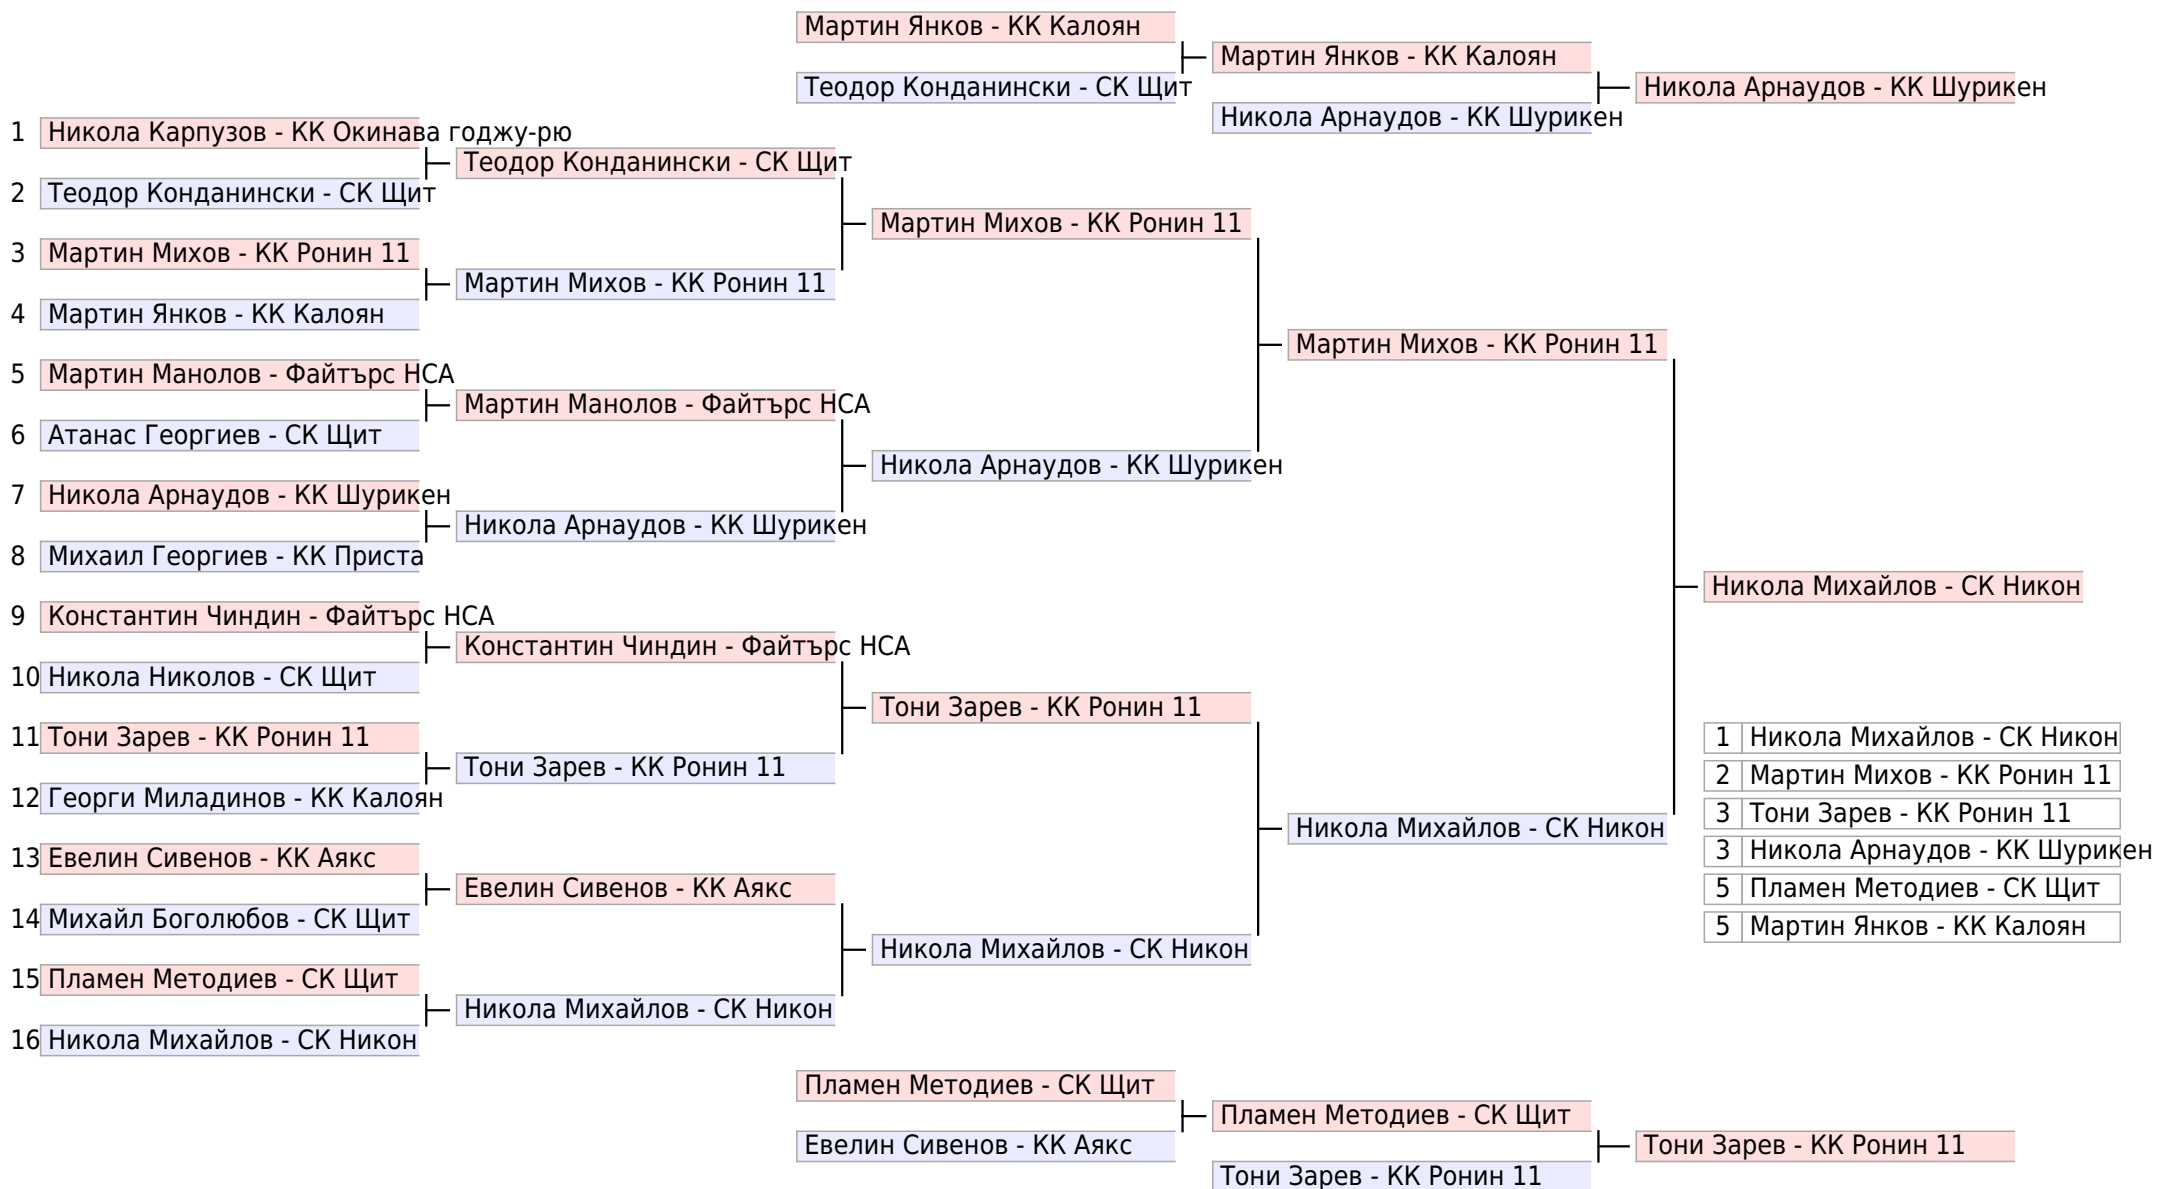 Мартин Янков - КК Калоян
Теодор Конданински - СК Щит
Мартин Янков - КК Калоян
Никола Арнаудов - КК Шурикен
Никола Арнаудов - КК Шурикен
1 Никола Карпузов - КК Окинава годжу-рю
2 Теодор Конданински - СК Щит
3 Мартин Михов - КК Ронин 11
4 Мартин Янков - КК Калоян
5 Мартин Манолов - Файтърс НСА
6 Атанас Георгиев - СК Щит
7 Никола Арнаудов - КК Шурикен
8 Михаил Георгиев - КК Приста
9 Константин Чиндин - Файтърс НСА
10 Никола Николов - СК Щит
11 Тони Зарев - КК Ронин 11
12 Георги Миладинов - КК Калоян
13 Евелин Сивенов - КК Аякс
14 Михайл Боголюбов - СК Щит
15 Пламен Методиев - СК Щит
16 Никола Михайлов - СК Никон
Теодор Конданински - СК Щит
Мартин Михов - КК Ронин 11
Мартин Манолов - Файтърс НСА
Никола Арнаудов - КК Шурикен
Константин Чиндин - Файтърс НСА
Тони Зарев - КК Ронин 11
Евелин Сивенов - КК Аякс
Никола Михайлов - СК Никон
Мартин Михов - КК Ронин 11
Никола Арнаудов - КК Шурикен
Тони Зарев - КК Ронин 11
Никола Михайлов - СК Никон
Мартин Михов - КК Ронин 11
Никола Михайлов - СК Никон
Никола Михайлов - СК Никон
1 Никола Михайлов - СК Никон
2 Мартин Михов - КК Ронин 11
3 Тони Зарев - КК Ронин 11
3 Никола Арнаудов - КК Шурикен
5 Пламен Методиев - СК Щит
5 Мартин Янков - КК Калоян
Пламен Методиев - СК Щит
Евелин Сивенов - КК Аякс
Пламен Методиев - СК Щит
Тони Зарев - КК Ронин 11
Тони Зарев - КК Ронин 11